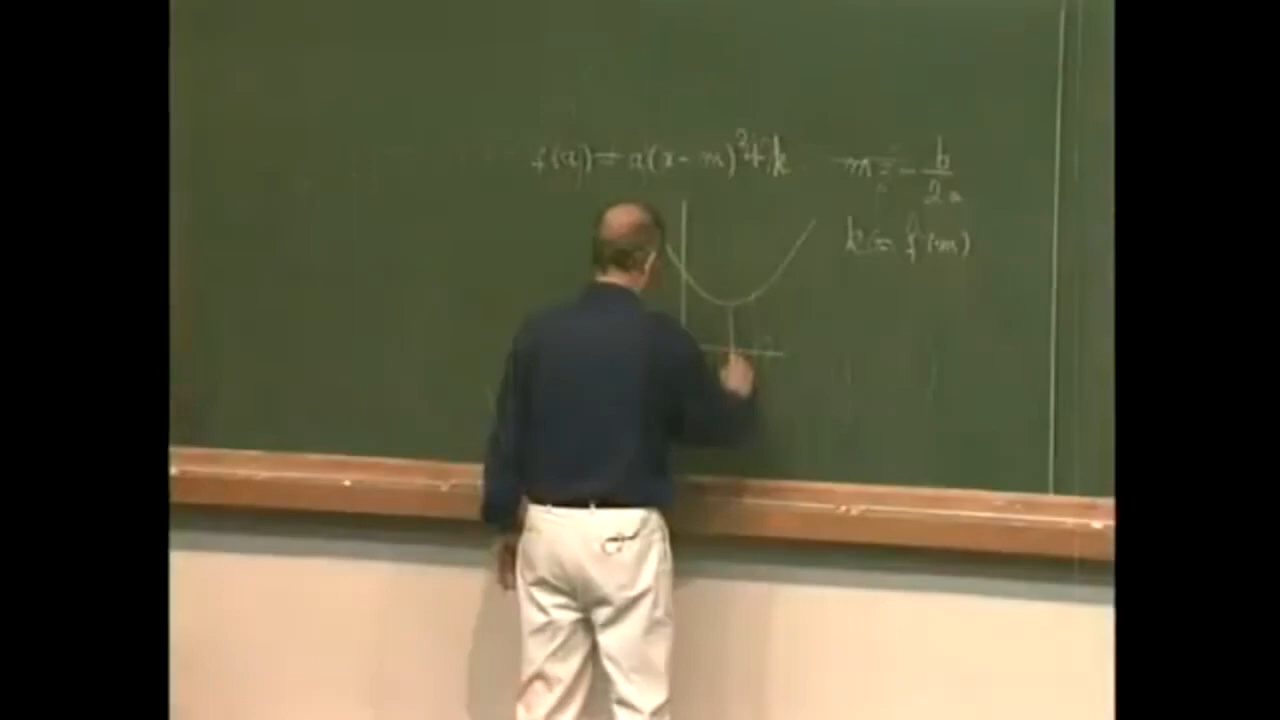 f(x) = a(x - m)² + k
m = - b/2a
k = f(m)